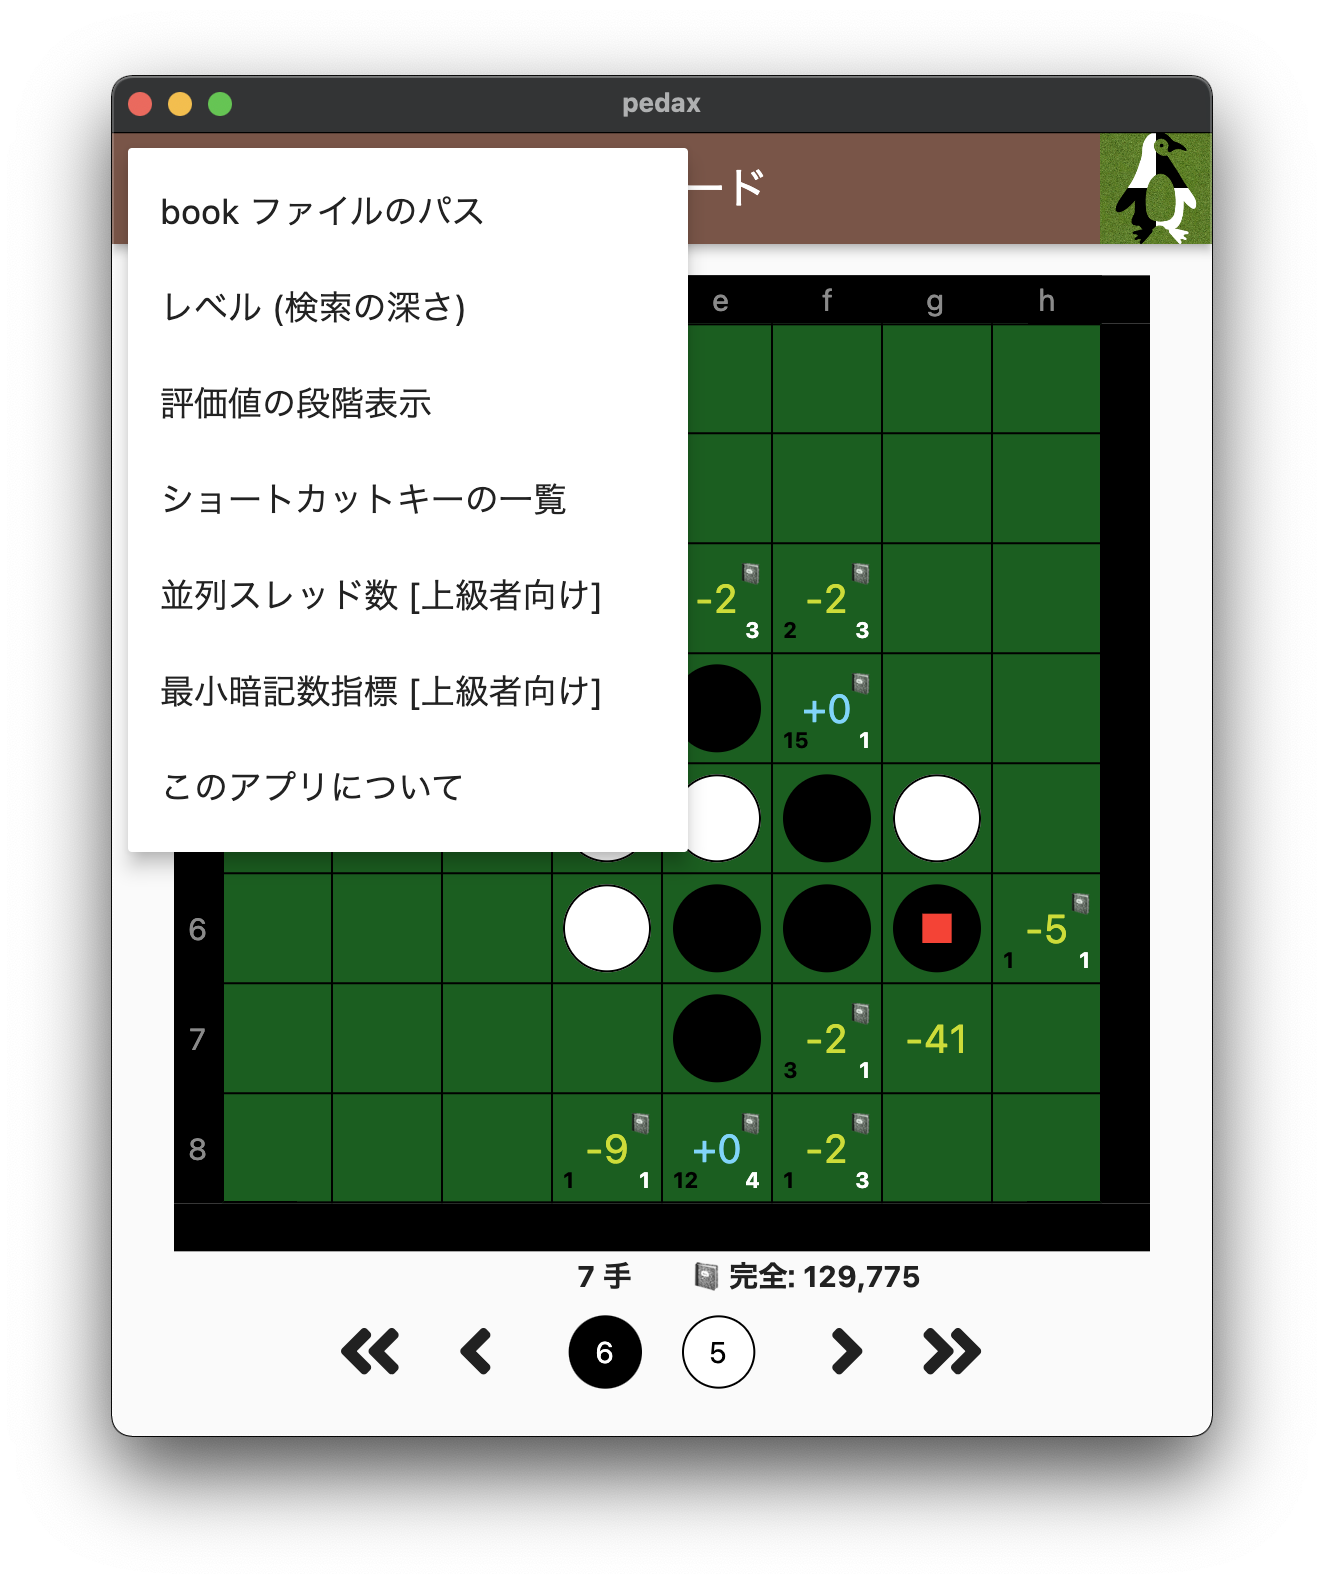 pedax
ード
book ファイルのパス
レベル (検索の深さ)
評価値の段階表示
ショートカットキーの一覧
並列スレッド数 [上級者向け]
最小暗記数指標 [上級者向け]
このアプリについて
e f g h
-2 3
-2 2 3
+0 15 1
6
-5 1 1
7
-2 3 1
-41
8
-9 1 1
+0 12 4
-2 1 3
7 手 完全: 129,775
6 5